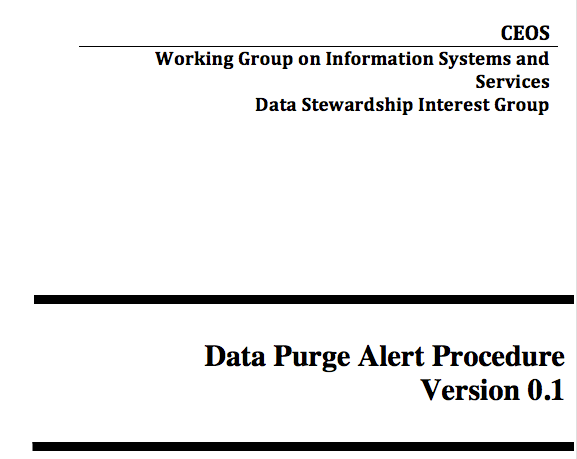 CEOS
Working Group on Information Systems and
Services
Data Stewardship Interest Group
Data Purge Alert Procedure
Version 0.1